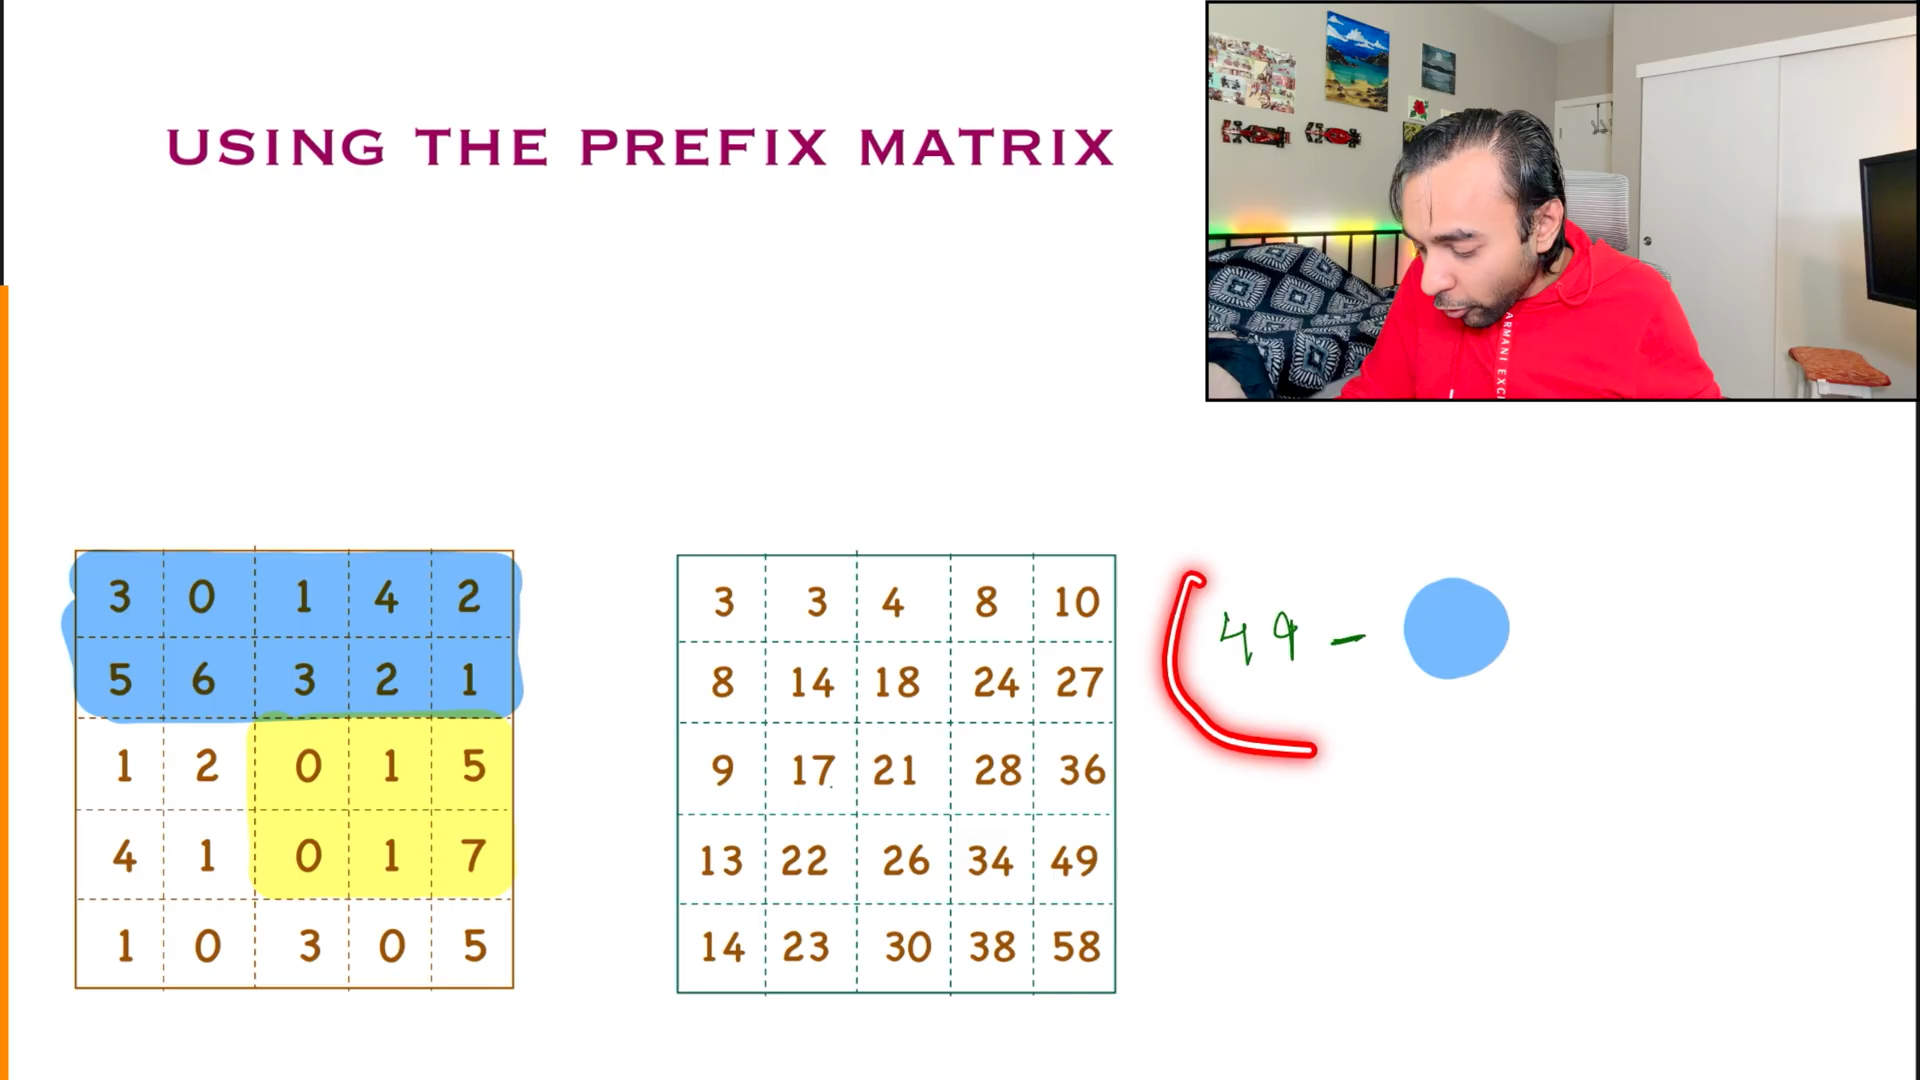 USING THE PREFIX MATRIX
ARMANI EXC
3 0 1 4 2
5 6 3 2 1
1 2 0 1 5
4 1 0 1 7
1 0 3 0 5
3 3 4 8 10
8 14 18 24 27
9 17 21 28 36
13 22 26 34 49
14 23 30 38 58
49 -